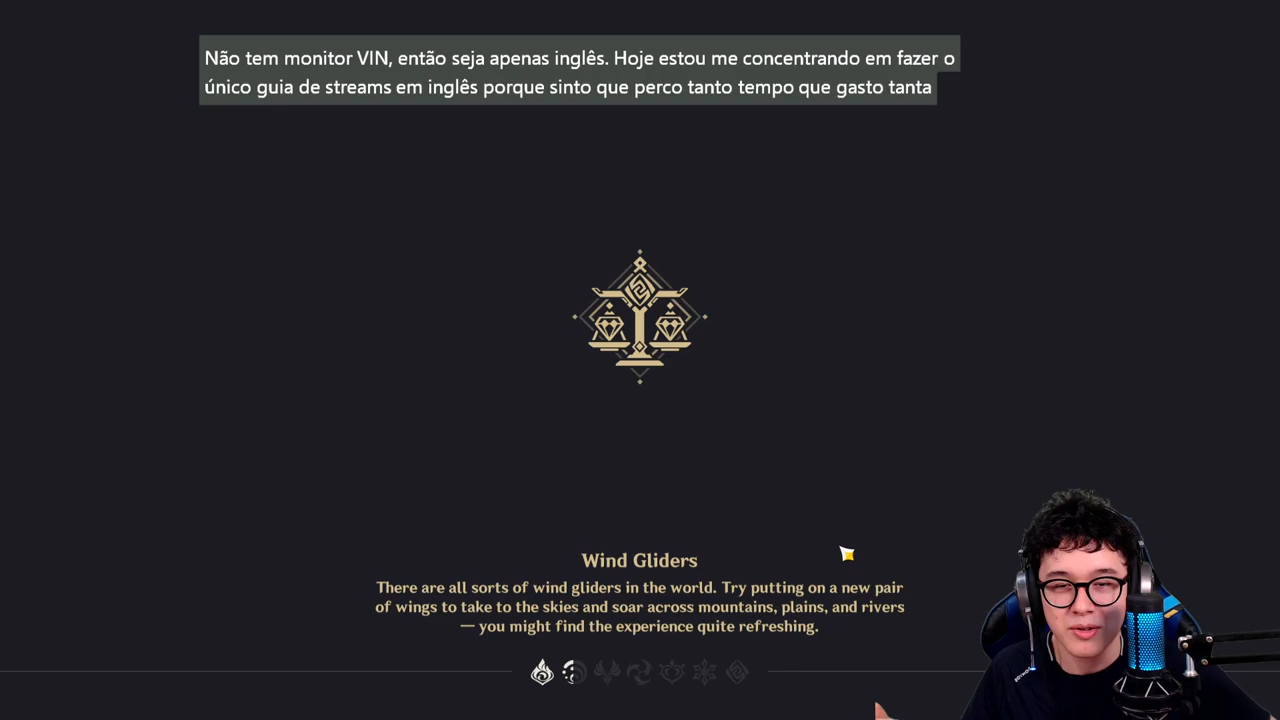 Não tem monitor VIN, então seja apenas inglês. Hoje estou me concentrando em fazer o
único guia de streams em inglês porque sinto que perco tanto tempo que gasto tanta
Wind Gliders
There are all sorts of wind gliders in the world. Try putting on a new pair
of wings to take to the skies and soar across mountains, plains, and rivers
— you might find the experience quite refreshing.